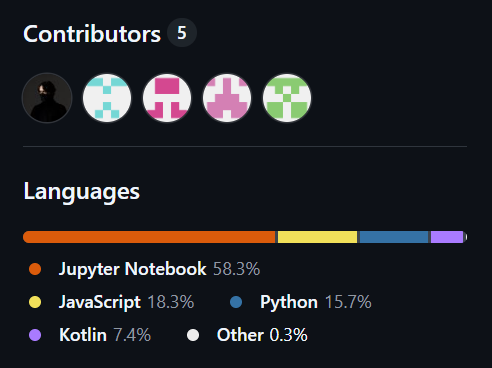 Contributors 5
Languages
Jupyter Notebook 58.3%
JavaScript 18.3% Python 15.7%
Kotlin 7.4% Other 0.3%